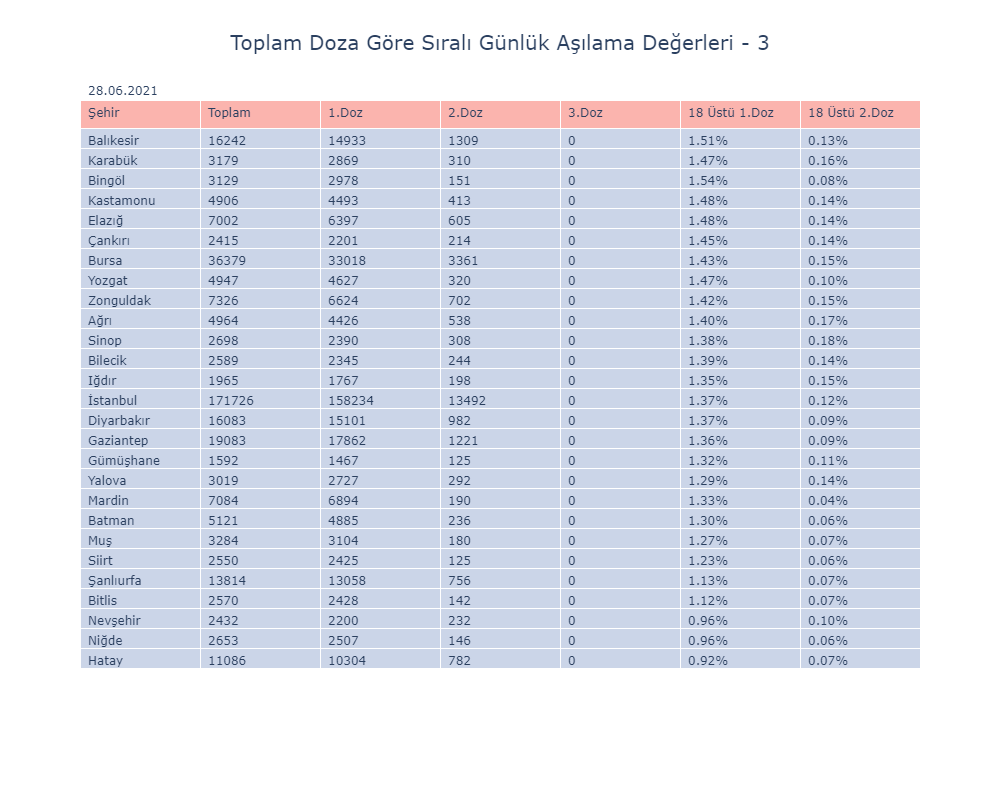 Toplam Doza Göre Sıralı Günlük Aşılama Değerleri - 3
28.06.2021
Şehir Toplam 1.Doz 2.Doz 3.Doz 18 Üstü 1.Doz 18 Üstü 2.Doz
Balıkesir 16242 14933 1309 0 1.51% 0.13%
Karabük 3179 2869 310 0 1.47% 0.16%
Bingöl 3129 2978 151 0 1.54% 0.08%
Kastamonu 4906 4493 413 0 1.48% 0.14%
Elazığ 7002 6397 605 0 1.48% 0.14%
Çankırı 2415 2201 214 0 1.45% 0.14%
Bursa 36379 33018 3361 0 1.43% 0.15%
Yozgat 4947 4627 320 0 1.47% 0.10%
Zonguldak 7326 6624 702 0 1.42% 0.15%
Ağrı 4964 4426 538 0 1.40% 0.17%
Sinop 2698 2390 308 0 1.38% 0.18%
Bilecik 2589 2345 244 0 1.39% 0.14%
Iğdır 1965 1767 198 0 1.35% 0.15%
İstanbul 171726 158234 13492 0 1.37% 0.12%
Diyarbakır 16083 15101 982 0 1.37% 0.09%
Gaziantep 19083 17862 1221 0 1.36% 0.09%
Gümüşhane 1592 1467 125 0 1.32% 0.11%
Yalova 3019 2727 292 0 1.29% 0.14%
Mardin 7084 6894 190 0 1.33% 0.04%
Batman 5121 4885 236 0 1.30% 0.06%
Muş 3284 3104 180 0 1.27% 0.07%
Siirt 2550 2425 125 0 1.23% 0.06%
Şanlıurfa 13814 13058 756 0 1.13% 0.07%
Bitlis 2570 2428 142 0 1.12% 0.07%
Nevşehir 2432 2200 232 0 0.96% 0.10%
Niğde 2653 2507 146 0 0.96% 0.06%
Hatay 11086 10304 782 0 0.92% 0.07%